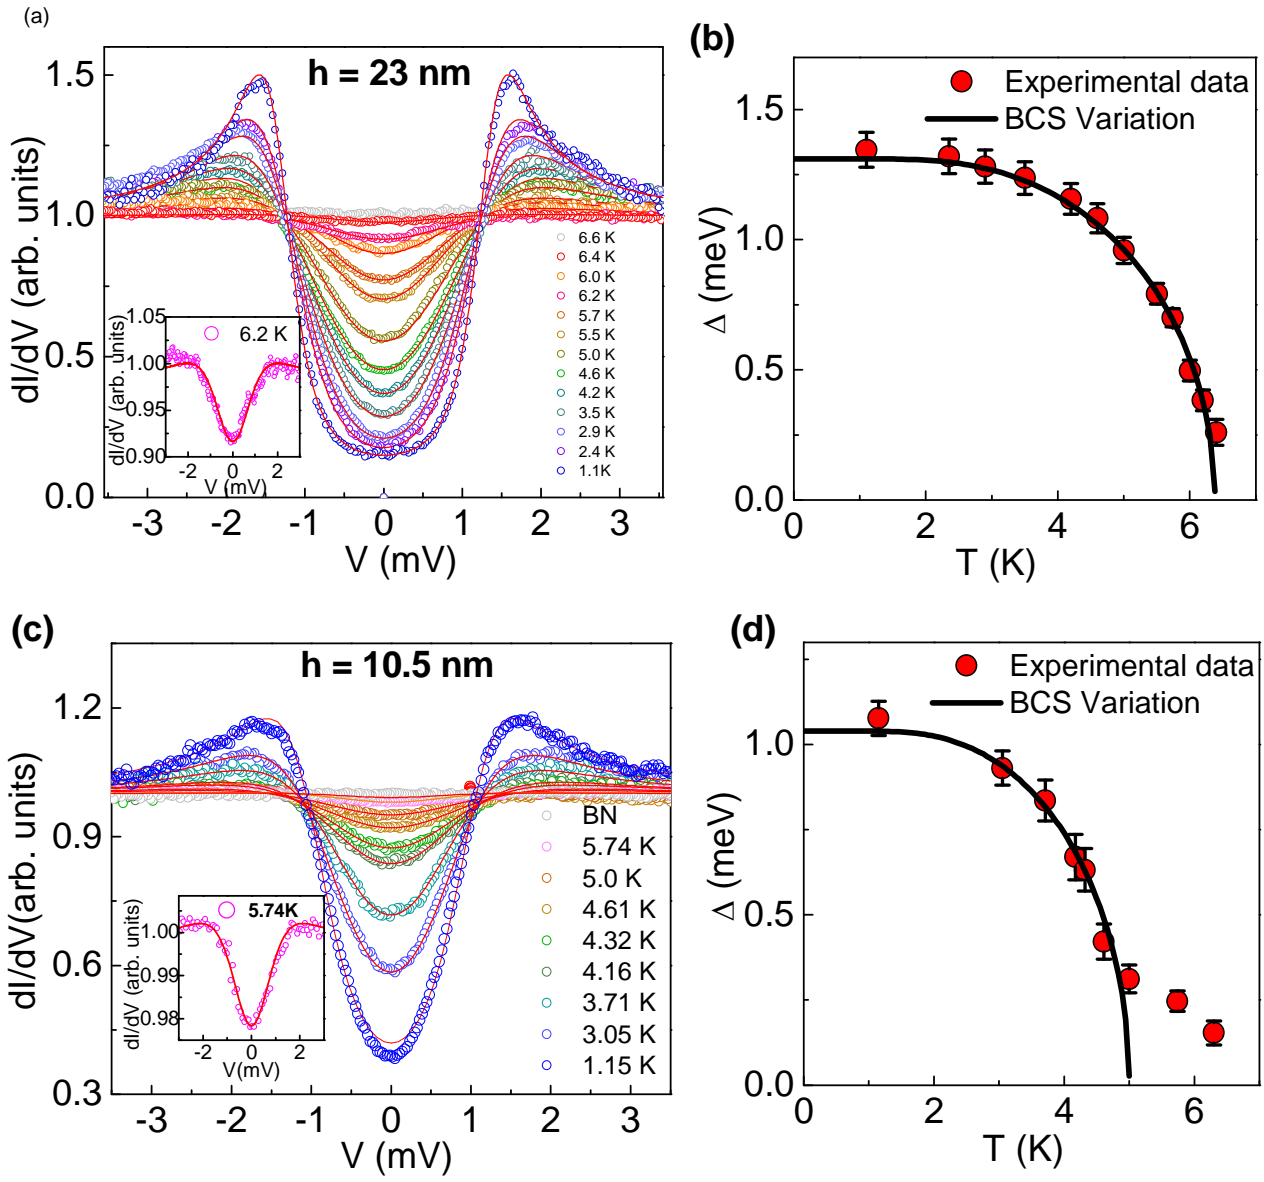 (a)
h = 23 nm
1.5
1.0
0.5
0.0
dI/dV (arb. units)
-3 -2 -1 0 1 2 3
V (mV)
6.6 K
6.4 K
6.0 K
6.2 K
5.7 K
5.5 K
5.0 K
4.6 K
4.2 K
3.5 K
2.9 K
2.4 K
1.1K
1.05
1.00
0.95
0.90
dI/dV (arb. units)
6.2 K
-2 0 2
V (mV)
(b)
Experimental data
BCS Variation
1.5
1.0
0.5
0.0
Δ (meV)
0 2 4 6
T (K)
(c)
h = 10.5 nm
1.2
0.9
0.6
0.3
dI/dV(arb. units)
-3 -2 -1 0 1 2 3
V (mV)
BN
5.74 K
5.0 K
4.61 K
4.32 K
4.16 K
3.71 K
3.05 K
1.15 K
5.74K
1.00
0.99
0.98
dI/dV (arb. units)
-2 0 2
V(mV)
(d)
Experimental data
BCS Variation
1.0
0.5
0.0
Δ (meV)
0 2 4 6
T (K)